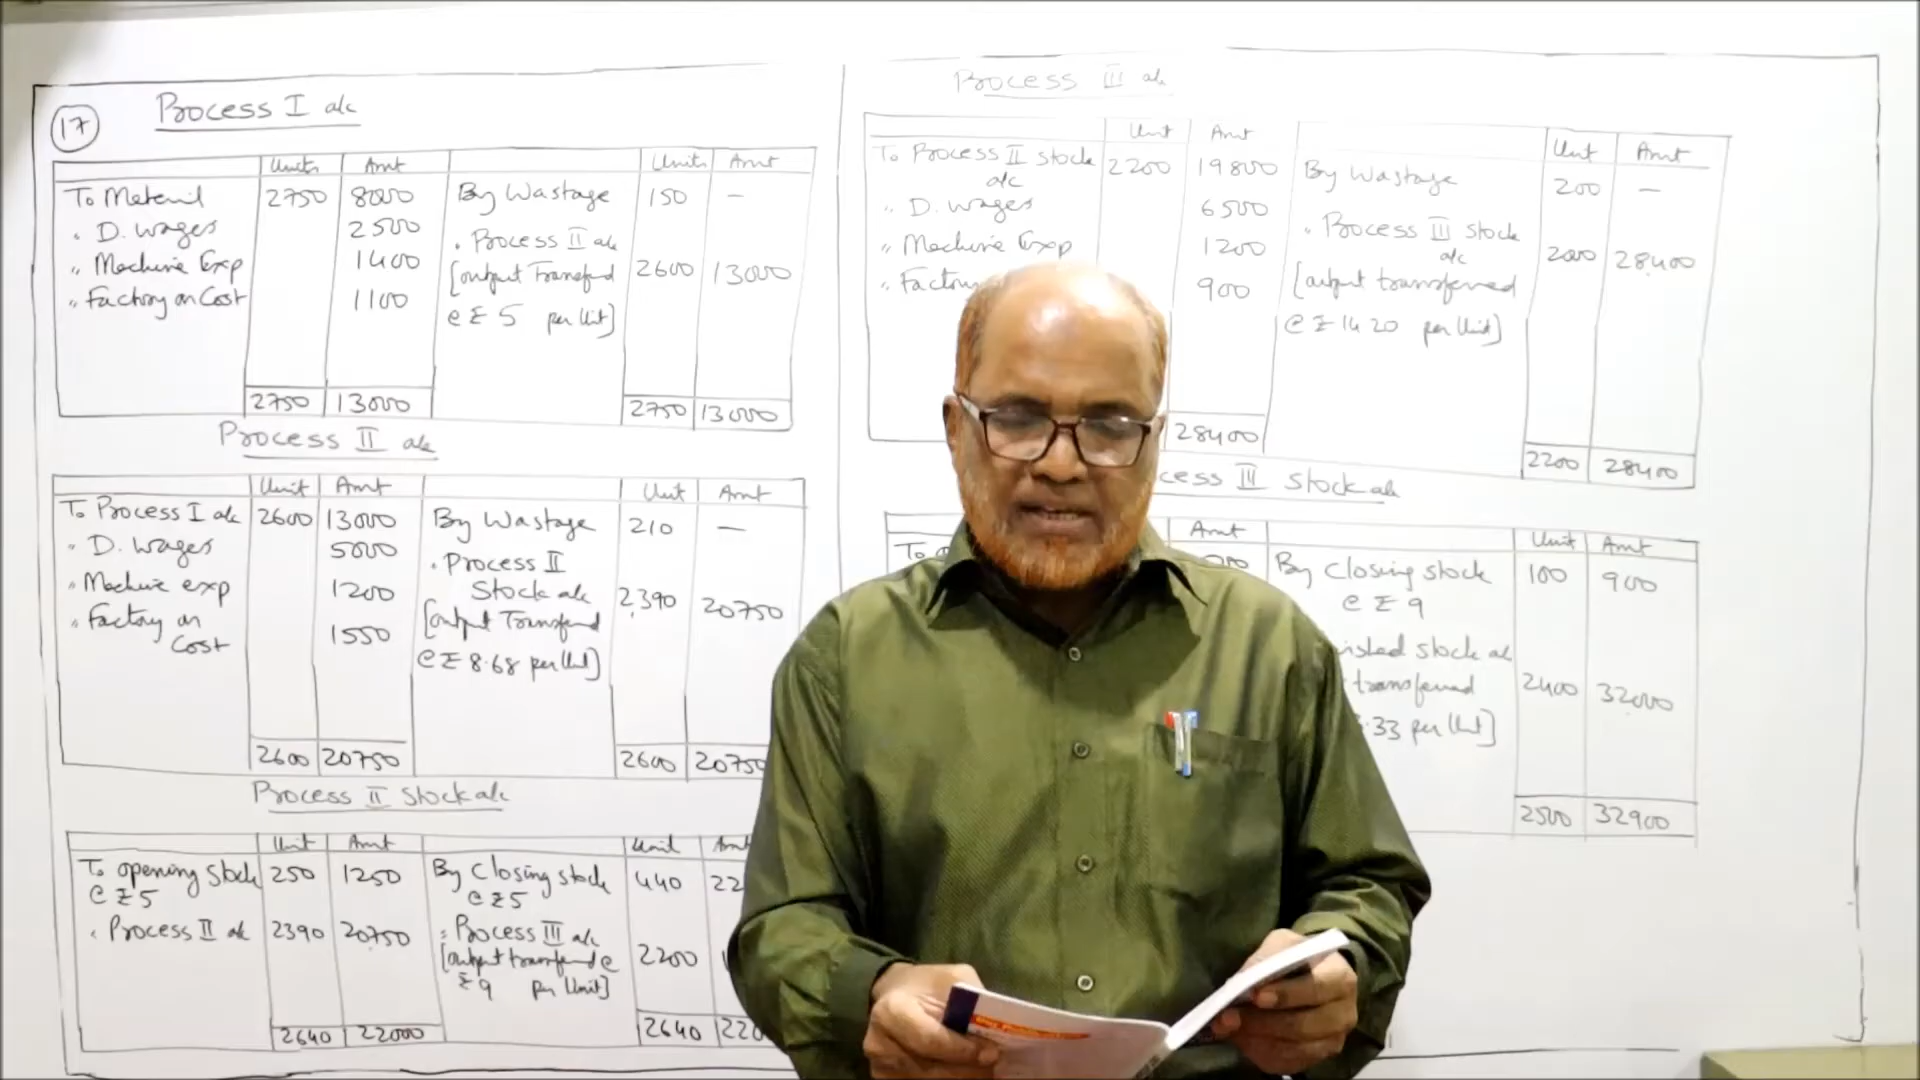 17
Process I a/c
Units Amt Units Amt
To Meteril 2750 8000 By Wastage 150 —
" D. wages 2500
" Process II a/c
" Machine Exp 1400
[output Transferd 2600 13000
" Factory on Cost 1100
@ ₹ 5 per Unit]
2750 13000 2750 13000
Process II a/c
Unit Amt Unit Amt
To Process I a/c 2600 13000 By Wastage 210 —
" D. wages 5000
" Process II
" Machine exp 1200
Stock a/c 2390 20750
" Factory on
Cost 1550
[output Transferd
@ ₹ 8.68 per Unit]
2600 20750 2600 20750
Process II Stock a/c
Unit Amt Unit
To opening Stock 250 1250 By Closing stock 440
@ ₹5 @ ₹5
" Process II a/c 2390 20750 " Process III a/c
[output transferd @ 2200
₹ 9 per Unit]
2640 22000 2640
Process III a/c
Unit Amt Unit Amt
To Process II stock 2200 19800 By Wastage 200 —
a/c
" D. wages 6500
" Process III stock
a/c 2000 28400
" Machine Exp 1200
[output transferred
900
@ ₹ 14.20 per Unit]
28400 2200 28400
III Stock a/c
Amt Unit Amt
To By Closing stock 100 900
@ ₹ 9
stock a/c
transferred 2400 32000
.33 per Unit]
2500 32900